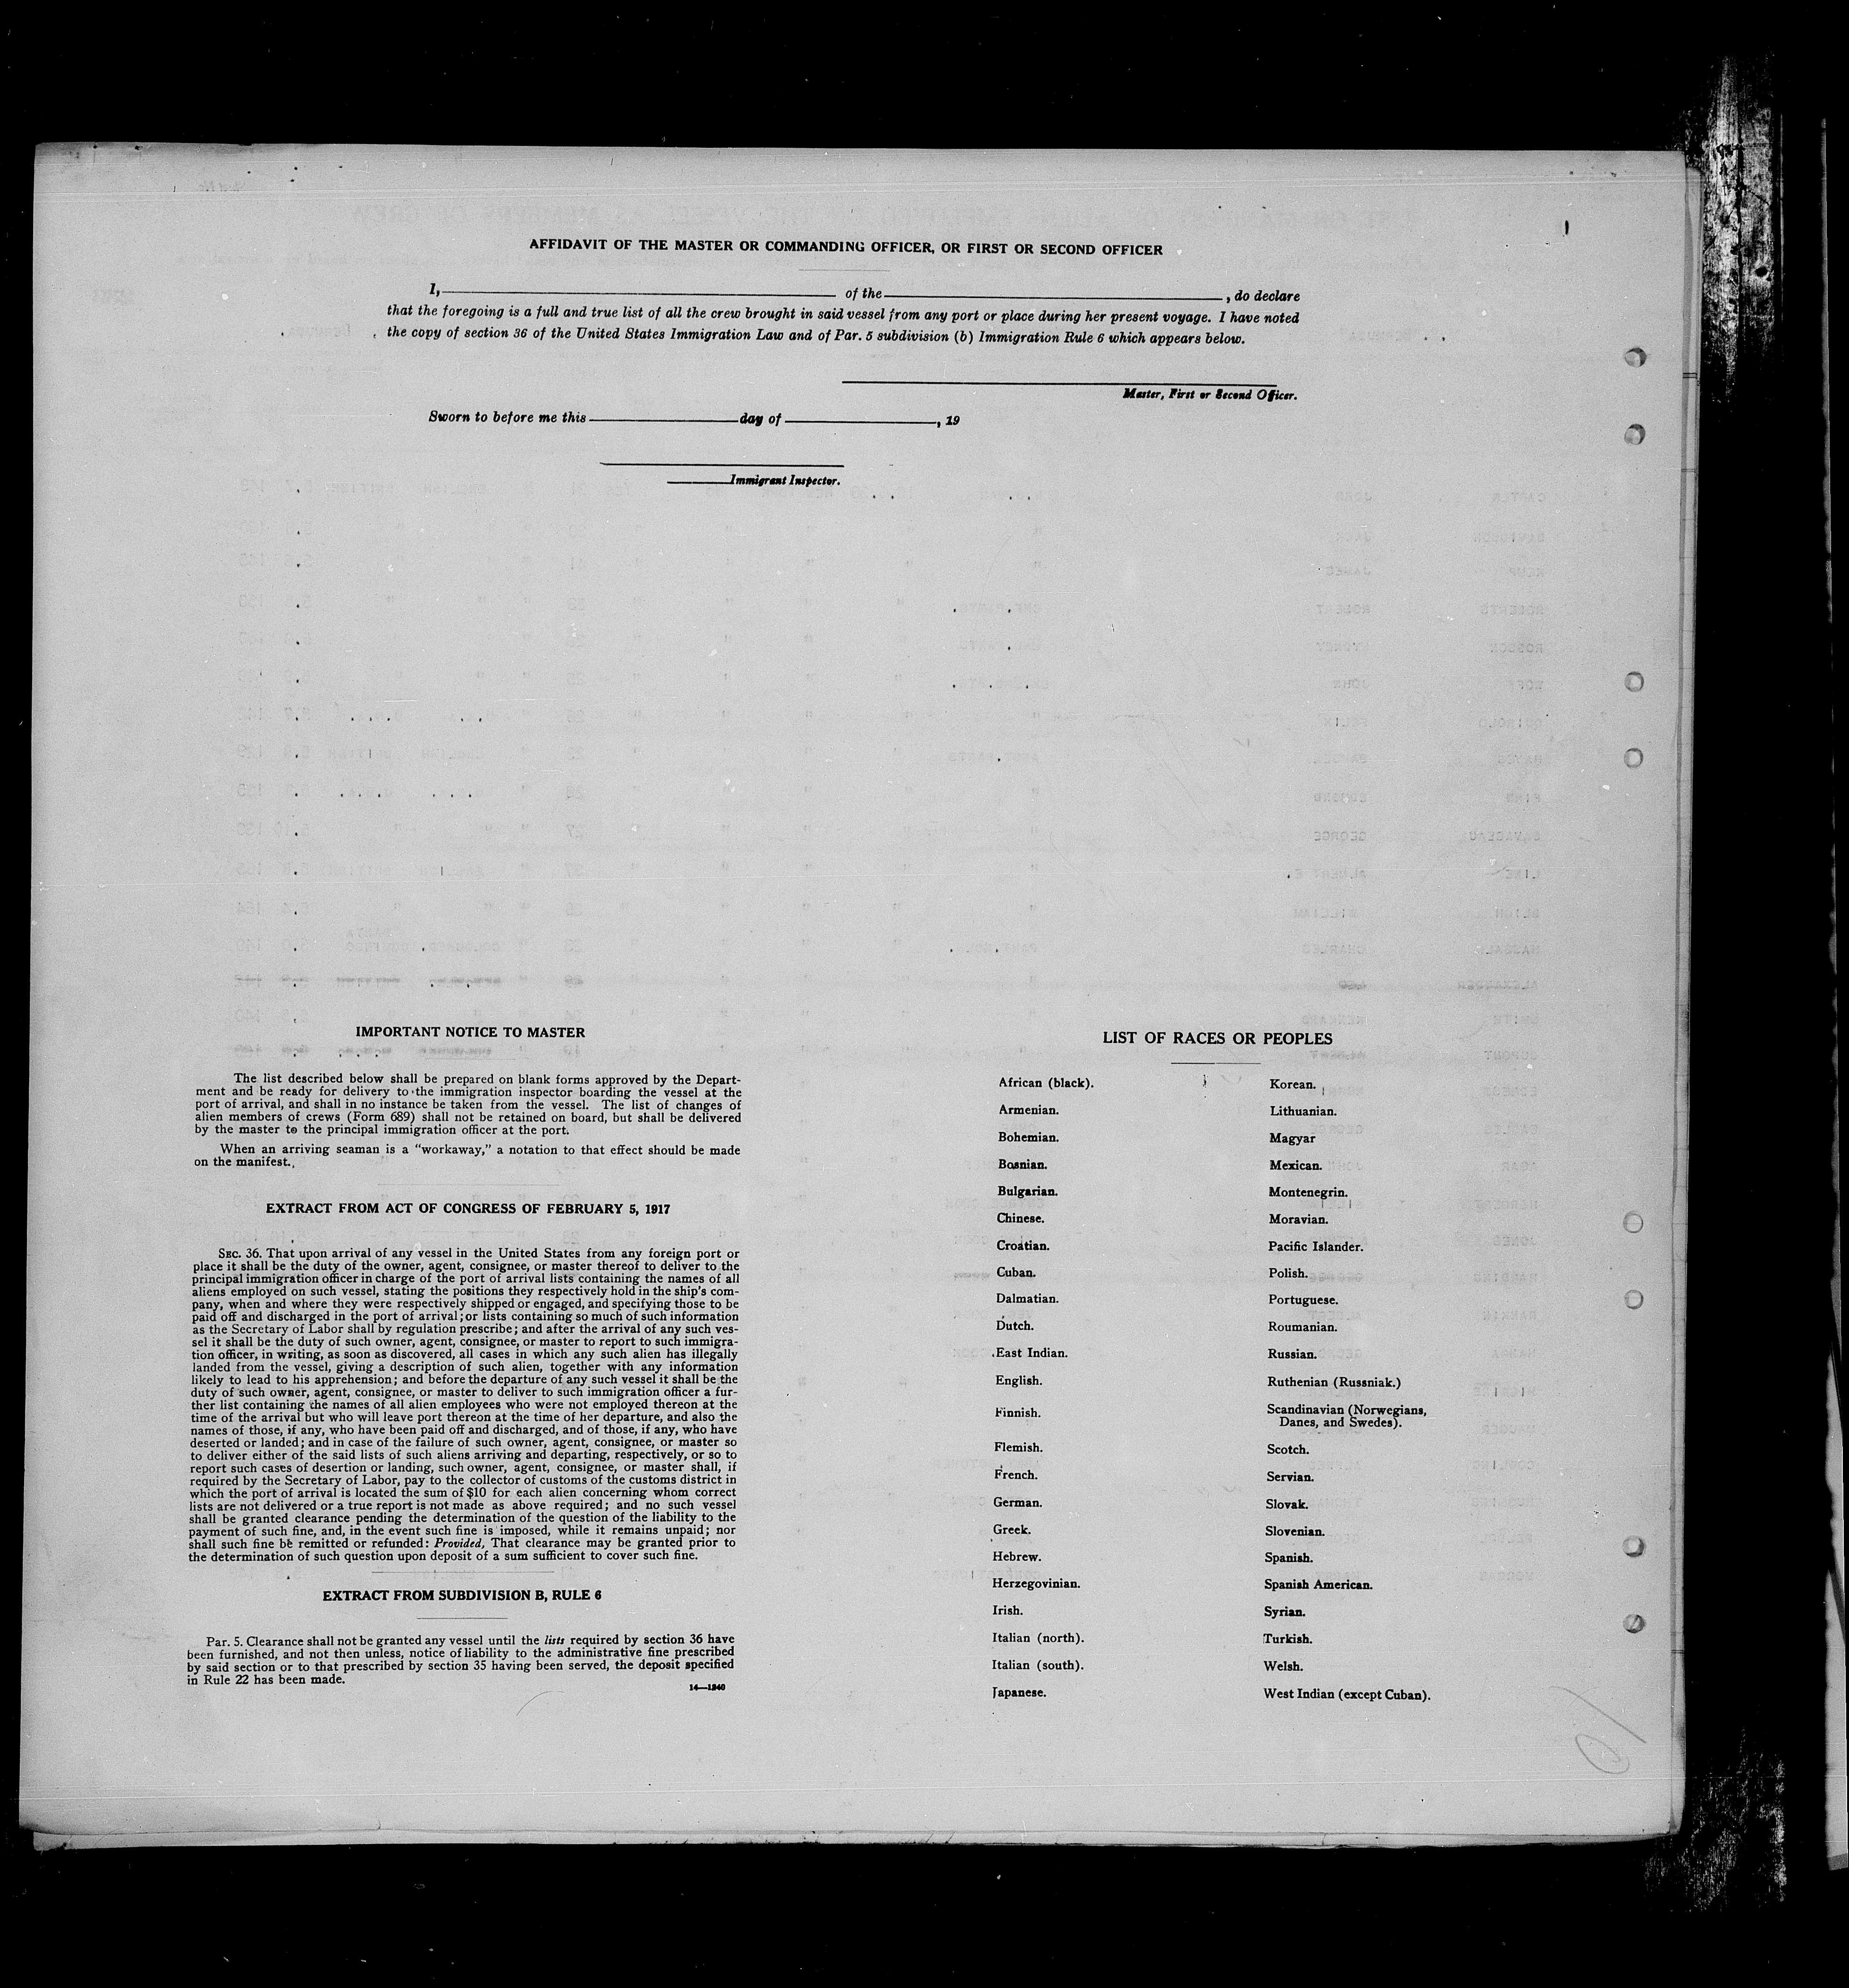 AFFIDAVIT OF THE MASTER OR COMMANDING OFFICER, OR FIRST OR SECOND OFFICER
I, of the , do declare
that the foregoing is a full and true list of all the crew brought in said vessel from any port or place during her present voyage. I have noted
the copy of section 36 of the United States Immigration Law and of Par. 5 subdivision (b) Immigration Rule 6 which appears below.
Master, First or Second Officer.
Sworn to before me this day of , 19
Immigrant Inspector.
IMPORTANT NOTICE TO MASTER
The list described below shall be prepared on blank forms approved by the Depart-
ment and be ready for delivery to the immigration inspector boarding the vessel at the
port of arrival, and shall in no instance be taken from the vessel. The list of changes of
alien members of crews (Form 689) shall not be retained on board, but shall be delivered
by the master to the principal immigration officer at the port.
When an arriving seaman is a "workaway," a notation to that effect should be made
on the manifest.
EXTRACT FROM ACT OF CONGRESS OF FEBRUARY 5, 1917
SEC. 36. That upon arrival of any vessel in the United States from any foreign port or
place it shall be the duty of the owner, agent, consignee, or master thereof to deliver to the
principal immigration officer in charge of the port of arrival lists containing the names of all
aliens employed on such vessel, stating the positions they respectively hold in the ship's com-
pany, when and where they were respectively shipped or engaged, and specifying those to be
paid off and discharged in the port of arrival; or lists containing so much of such information
as the Secretary of Labor shall by regulation prescribe; and after the arrival of any such ves-
sel it shall be the duty of such owner, agent, consignee, or master to report to such immigra-
tion officer, in writing, as soon as discovered, all cases in which any such alien has illegally
landed from the vessel, giving a description of such alien, together with any information
likely to lead to his apprehension; and before the departure of any such vessel it shall be the
duty of such owner, agent, consignee, or master to deliver to such immigration officer a fur-
ther list containing the names of all alien employees who were not employed thereon at the
time of the arrival but who will leave port thereon at the time of her departure, and also the
names of those, if any, who have been paid off and discharged, and of those, if any, who have
deserted or landed; and in case of the failure of such owner, agent, consignee, or master so
to deliver either of the said lists of such aliens arriving and departing, respectively, or so to
report such cases of desertion or landing, such owner, agent, consignee, or master shall, if
required by the Secretary of Labor, pay to the collector of customs of the customs district in
which the port of arrival is located the sum of $10 for each alien concerning whom correct
lists are not delivered or a true report is not made as above required; and no such vessel
shall be granted clearance pending the determination of the question of the liability to the
payment of such fine, and, in the event such fine is imposed, while it remains unpaid; nor
shall such fine be remitted or refunded: Provided, That clearance may be granted prior to
the determination of such question upon deposit of a sum sufficient to cover such fine.
EXTRACT FROM SUBDIVISION B, RULE 6
Par. 5. Clearance shall not be granted any vessel until the lists required by section 36 have
been furnished, and not then unless, notice of liability to the administrative fine prescribed
by said section or to that prescribed by section 35 having been served, the deposit specified
in Rule 22 has been made.
14—1240
LIST OF RACES OR PEOPLES
African (black).
Armenian.
Bohemian.
Bosnian.
Bulgarian.
Chinese.
Croatian.
Cuban.
Dalmatian.
Dutch.
East Indian.
English.
Finnish.
Flemish.
French.
German.
Greek.
Hebrew.
Herzegovinian.
Irish.
Italian (north).
Italian (south).
Japanese.
Korean.
Lithuanian.
Magyar
Mexican.
Montenegrin.
Moravian.
Pacific Islander.
Polish.
Portuguese.
Roumanian.
Russian.
Ruthenian (Russniak.)
Scandinavian (Norwegians,
Danes, and Swedes).
Scotch.
Servian.
Slovak.
Slovenian.
Spanish.
Spanish American.
Syrian.
Turkish.
Welsh.
West Indian (except Cuban).